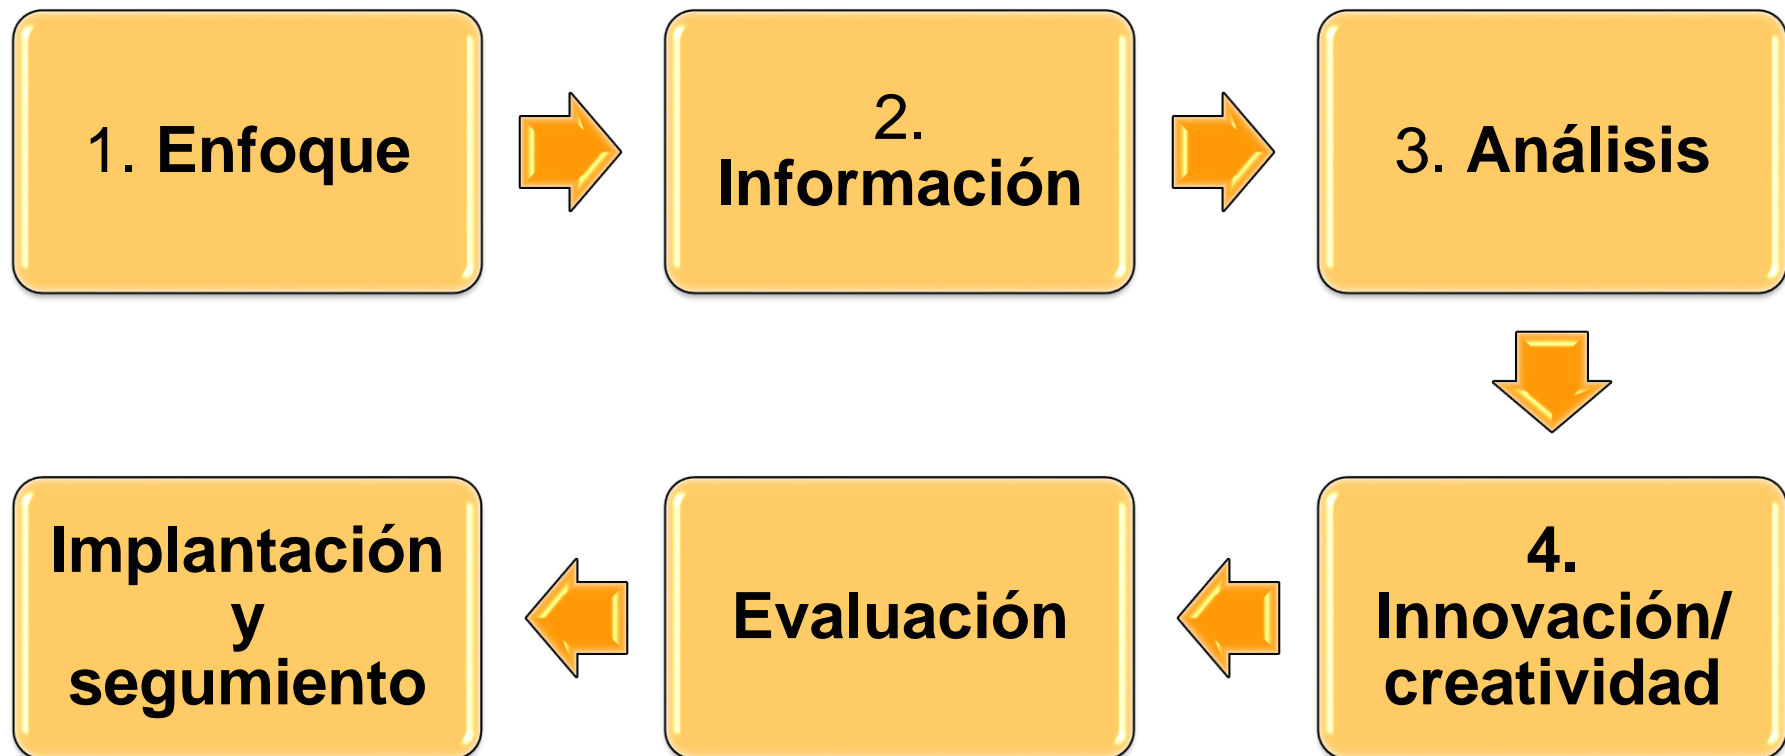 1. Enfoque
2.
Información
3. Análisis
4.
Innovación/
creatividad
Evaluación
Implantación
y
segumiento